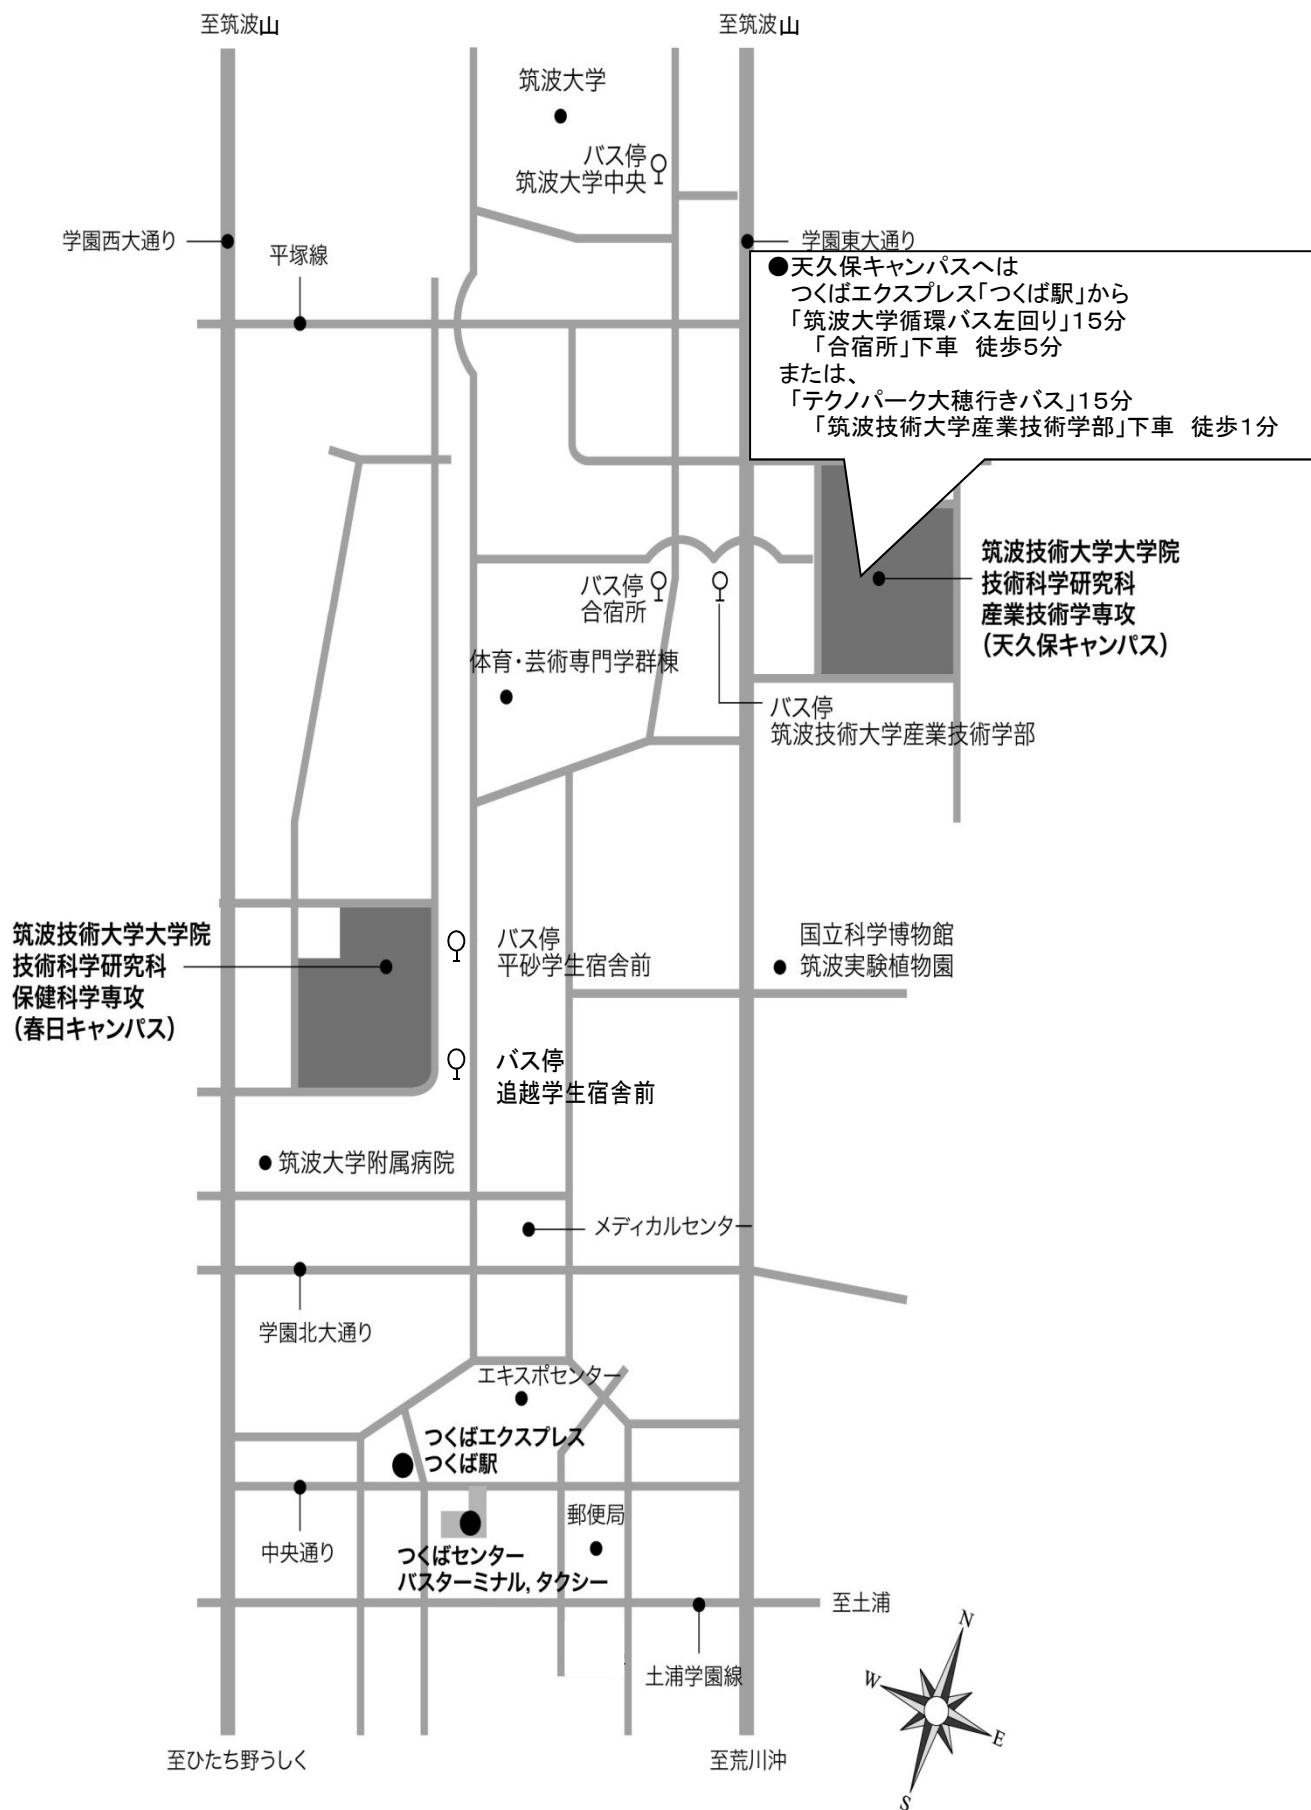 至筑波山
至筑波山
筑波大学
バス停
筑波大学中央
学園西大通り
平塚線
学園東大通り
●天久保キャンパスへは
つくばエクスプレス「つくば駅」から
「筑波大学循環バス左回り」15分
「合宿所」下車　徒歩5分
または、
「テクノパーク大穂行きバス」15分
「筑波技術大学産業技術学部」下車　徒歩1分
筑波技術大学大学院
技術科学研究科
産業技術学専攻
(天久保キャンパス)
バス停
合宿所
体育・芸術専門学群棟
バス停
筑波技術大学産業技術学部
筑波技術大学大学院
技術科学研究科
保健科学専攻
(春日キャンパス)
バス停
平砂学生宿舎前
国立科学博物館
筑波実験植物園
バス停
追越学生宿舎前
筑波大学附属病院
メディカルセンター
学園北大通り
エキスポセンター
つくばエクスプレス
つくば駅
郵便局
中央通り
つくばセンター
バスターミナル, タクシー
至土浦
土浦学園線
N
W
E
S
至ひたち野うしく
至荒川沖